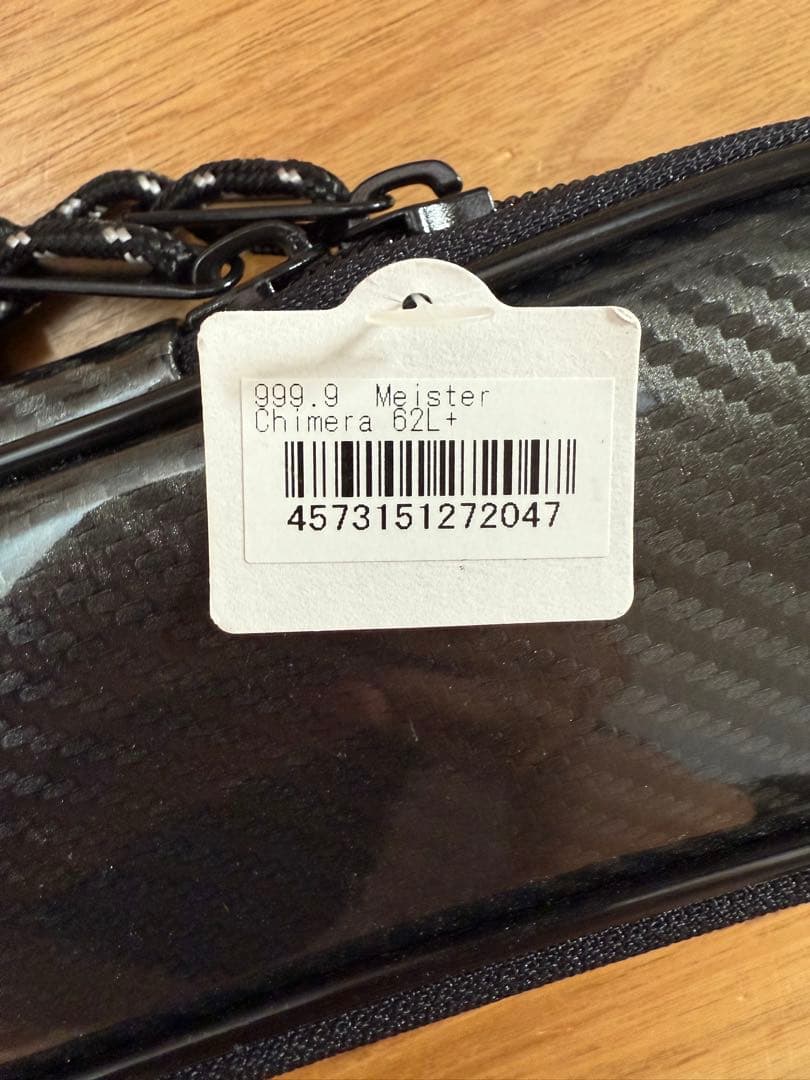 999.9 Meister
Chimera 62L+
4573151272047